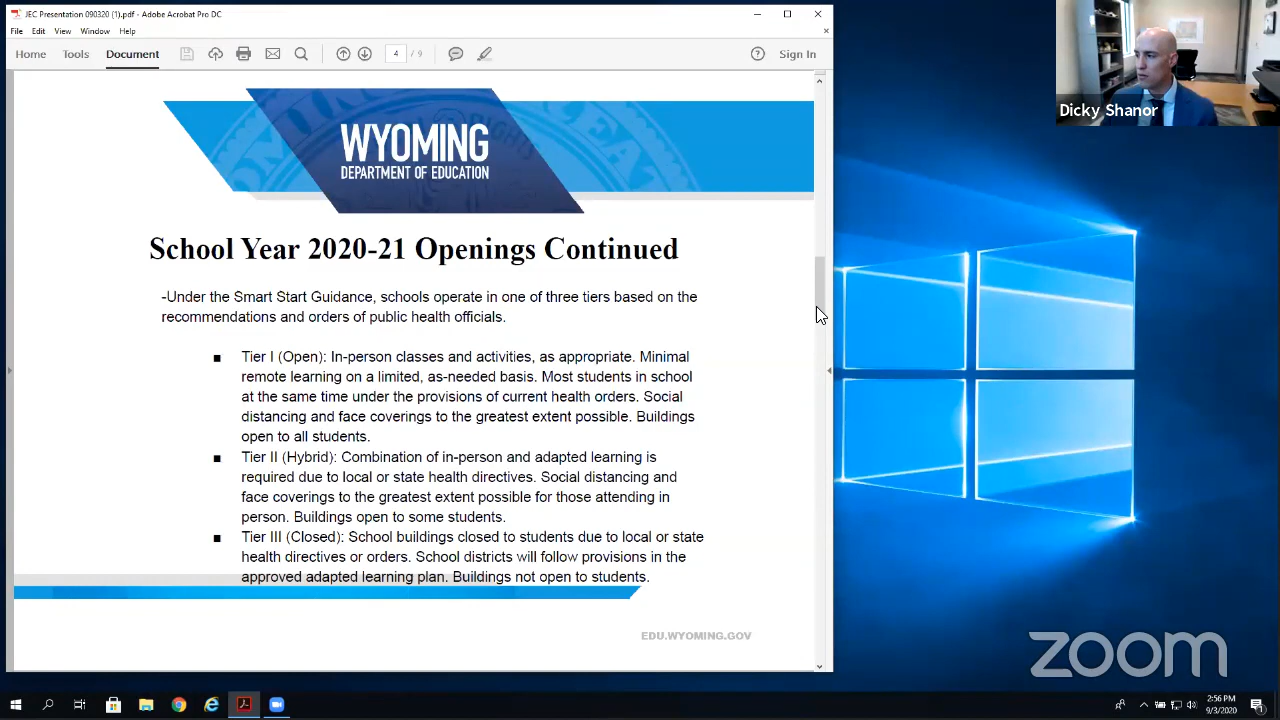 JEC Presentation 090320 (1).pdf - Adobe Acrobat Pro DC
File Edit View Window Help
Home Tools Document 4 / 9 Sign In
Dicky Shanor
WYOMING
DEPARTMENT OF EDUCATION
School Year 2020-21 Openings Continued
-Under the Smart Start Guidance, schools operate in one of three tiers based on the
recommendations and orders of public health officials.
■ Tier I (Open): In-person classes and activities, as appropriate. Minimal
remote learning on a limited, as-needed basis. Most students in school
at the same time under the provisions of current health orders. Social
distancing and face coverings to the greatest extent possible. Buildings
open to all students.
■ Tier II (Hybrid): Combination of in-person and adapted learning is
required due to local or state health directives. Social distancing and
face coverings to the greatest extent possible for those attending in
person. Buildings open to some students.
■ Tier III (Closed): School buildings closed to students due to local or state
health directives or orders. School districts will follow provisions in the
approved adapted learning plan. Buildings not open to students.
EDU.WYOMING.GOV
zoom
2:56 PM
9/3/2020